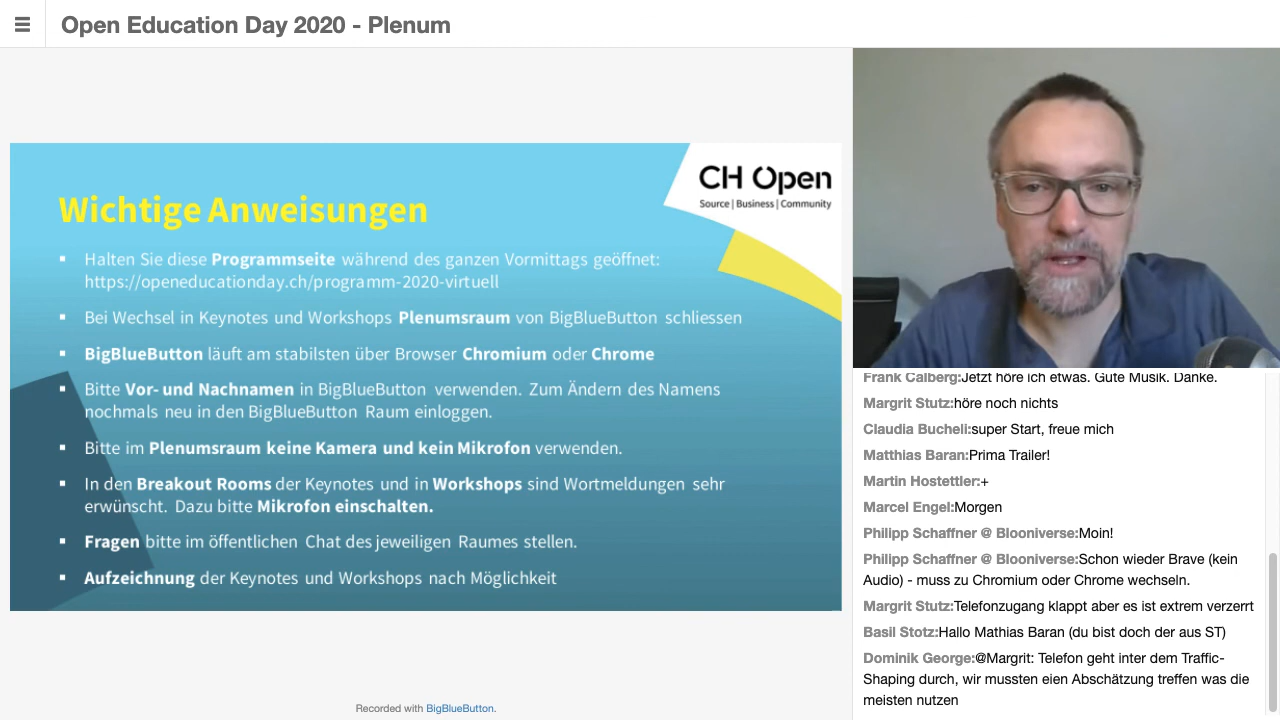 Open Education Day 2020 - Plenum
CH Open
Source | Business | Community
Wichtige Anweisungen
▪ Halten Sie diese Programmseite während des ganzen Vormittags geöffnet:
https://openeducationday.ch/programm-2020-virtuell
▪ Bei Wechsel in Keynotes und Workshops Plenumsraum von BigBlueButton schliessen
▪ BigBlueButton läuft am stabilsten über Browser Chromium oder Chrome
▪ Bitte Vor- und Nachnamen in BigBlueButton verwenden. Zum Ändern des Namens
nochmals neu in den BigBlueButton Raum einloggen.
▪ Bitte im Plenumsraum keine Kamera und kein Mikrofon verwenden.
▪ In den Breakout Rooms der Keynotes und in Workshops sind Wortmeldungen sehr
erwünscht. Dazu bitte Mikrofon einschalten.
▪ Fragen bitte im öffentlichen Chat des jeweiligen Raumes stellen.
▪ Aufzeichnung der Keynotes und Workshops nach Möglichkeit
Recorded with BigBlueButton.
Frank Calberg:Jetzt höre ich etwas. Gute Musik. Danke.
Margrit Stutz:höre noch nichts
Claudia Bucheli:super Start, freue mich
Matthias Baran:Prima Trailer!
Martin Hostettler:+
Marcel Engel:Morgen
Philipp Schaffner @ Blooniverse:Moin!
Philipp Schaffner @ Blooniverse:Schon wieder Brave (kein
Audio) - muss zu Chromium oder Chrome wechseln.
Margrit Stutz:Telefonzugang klappt aber es ist extrem verzerrt
Basil Stotz:Hallo Mathias Baran (du bist doch der aus ST)
Dominik George:@Margrit: Telefon geht inter dem Traffic-
Shaping durch, wir mussten eien Abschätzung treffen was die
meisten nutzen